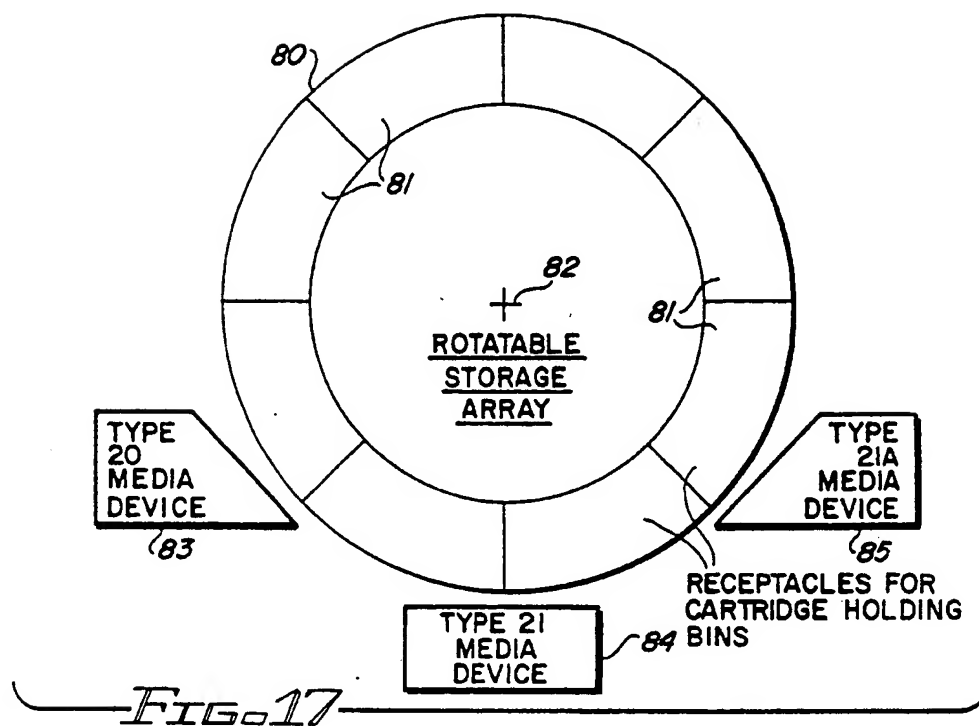 80
81
82
81
ROTATABLE
STORAGE
ARRAY
TYPE
20
MEDIA
DEVICE
83
TYPE
21A
MEDIA
DEVICE
85
RECEPTACLES FOR
CARTRIDGE HOLDING
BINS
TYPE 21
MEDIA
DEVICE
84
FIG. 17